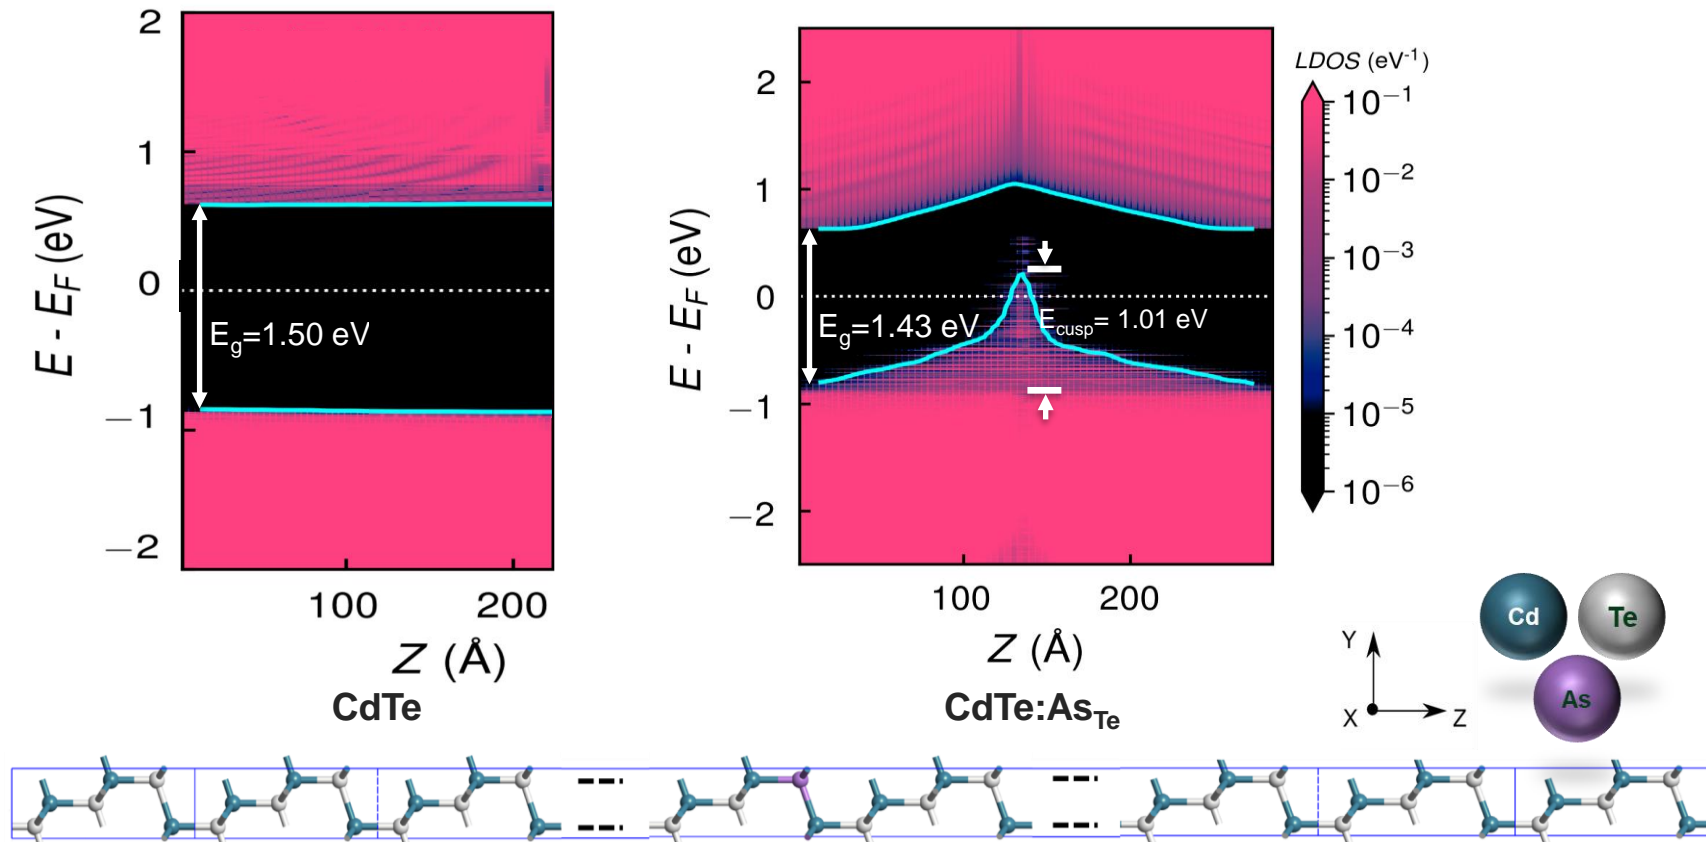 2
1
0
−1
−2
E - E_F (eV)
E_g=1.50 eV
100
200
Z (Å)
CdTe
2
1
0
−1
−2
E - E_F (eV)
E_g=1.43 eV
E_cusp= 1.01 eV
100
200
Z (Å)
CdTe:As_Te
LDOS (eV⁻¹)
10⁻¹
10⁻²
10⁻³
10⁻⁴
10⁻⁵
10⁻⁶
Y
X
Z
Cd
Te
As